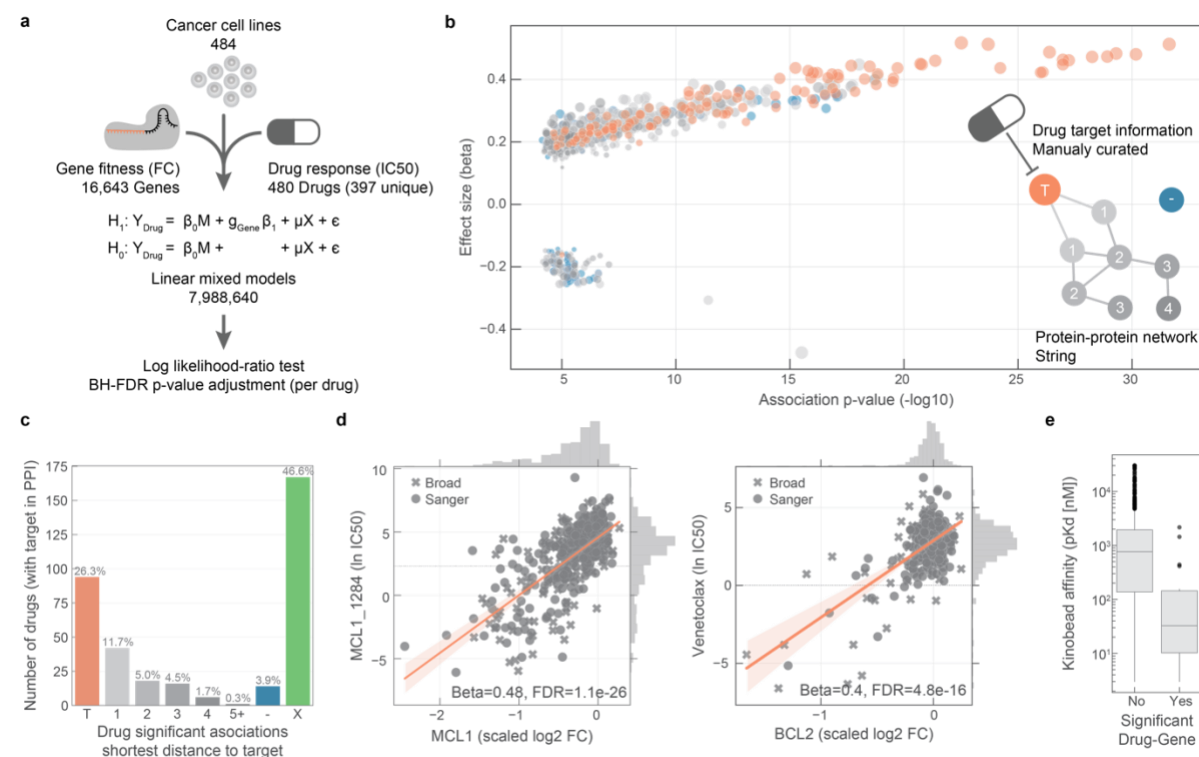 a
Cancer cell lines
484
Gene fitness (FC)
16,643 Genes
Drug response (IC50)
480 Drugs (397 unique)
H1: YDrug = β0M + gGene β1 + μX + ϵ
H0: YDrug = β0M + + μX + ϵ
Linear mixed models
7,988,640
Log likelihood-ratio test
BH-FDR p-value adjustment (per drug)
b
Effect size (beta)
0.4
0.2
0.0
−0.2
−0.4
5 10 15 20 25 30
Association p-value (-log10)
Drug target information
Manualy curated
T
-
1
1
2
3
2
3
4
Protein-protein network
String
c
Number of drugs (with target in PPI)
175
150
125
100
75
50
25
0
26.3%
11.7%
5.0%
4.5%
1.7%
0.3%
3.9%
46.6%
T 1 2 3 4 5+ - X
Drug significant asociations
shortest distance to target
d
MCL1_1284 (ln IC50)
10
5
0
−5
Broad
Sanger
Beta=0.48, FDR=1.1e-26
−2 −1 0
MCL1 (scaled log2 FC)
Venetoclax (ln IC50)
5
0
−5
Broad
Sanger
Beta=0.4, FDR=4.8e-16
−1 0
BCL2 (scaled log2 FC)
e
Kinobead affinity (pkd [nM])
10⁴
10³
10²
10¹
No Yes
Significant
Drug-Gene